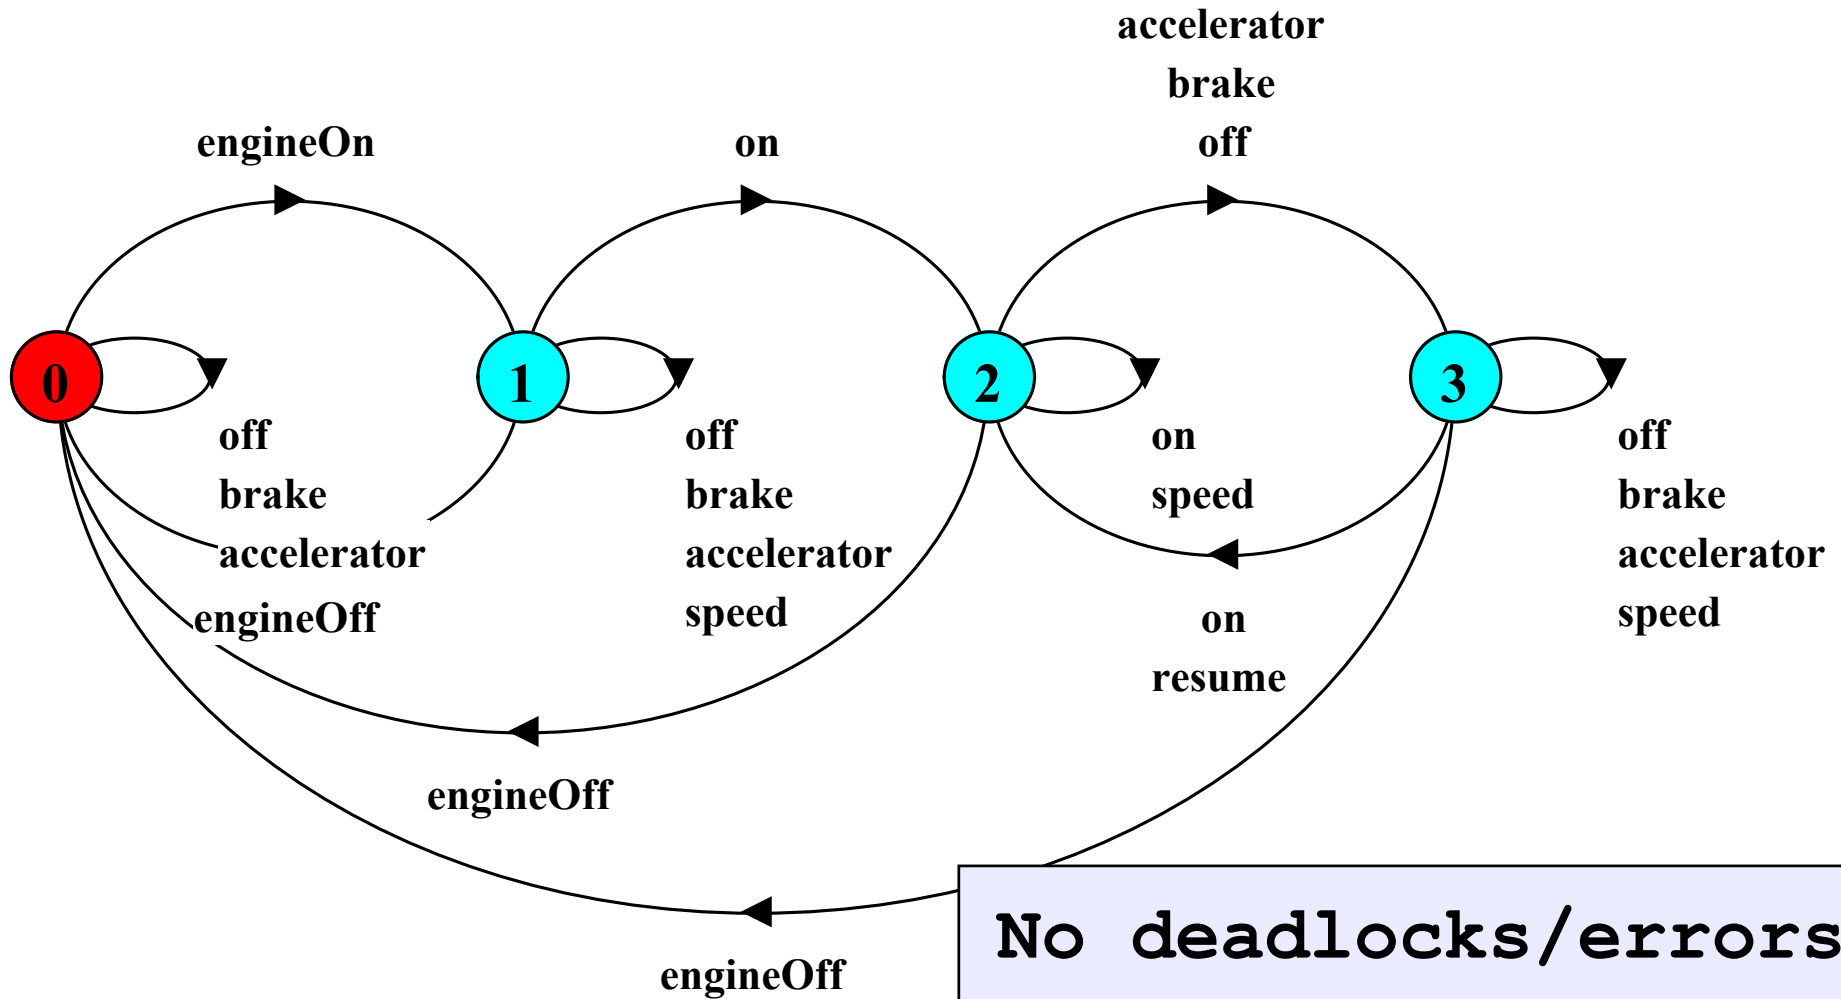 accelerator
brake
off
engineOn
on
0
1
2
3
off
brake
accelerator
engineOff
off
brake
accelerator
speed
on
speed
off
brake
accelerator
speed
on
resume
engineOff
engineOff
No deadlocks/errors